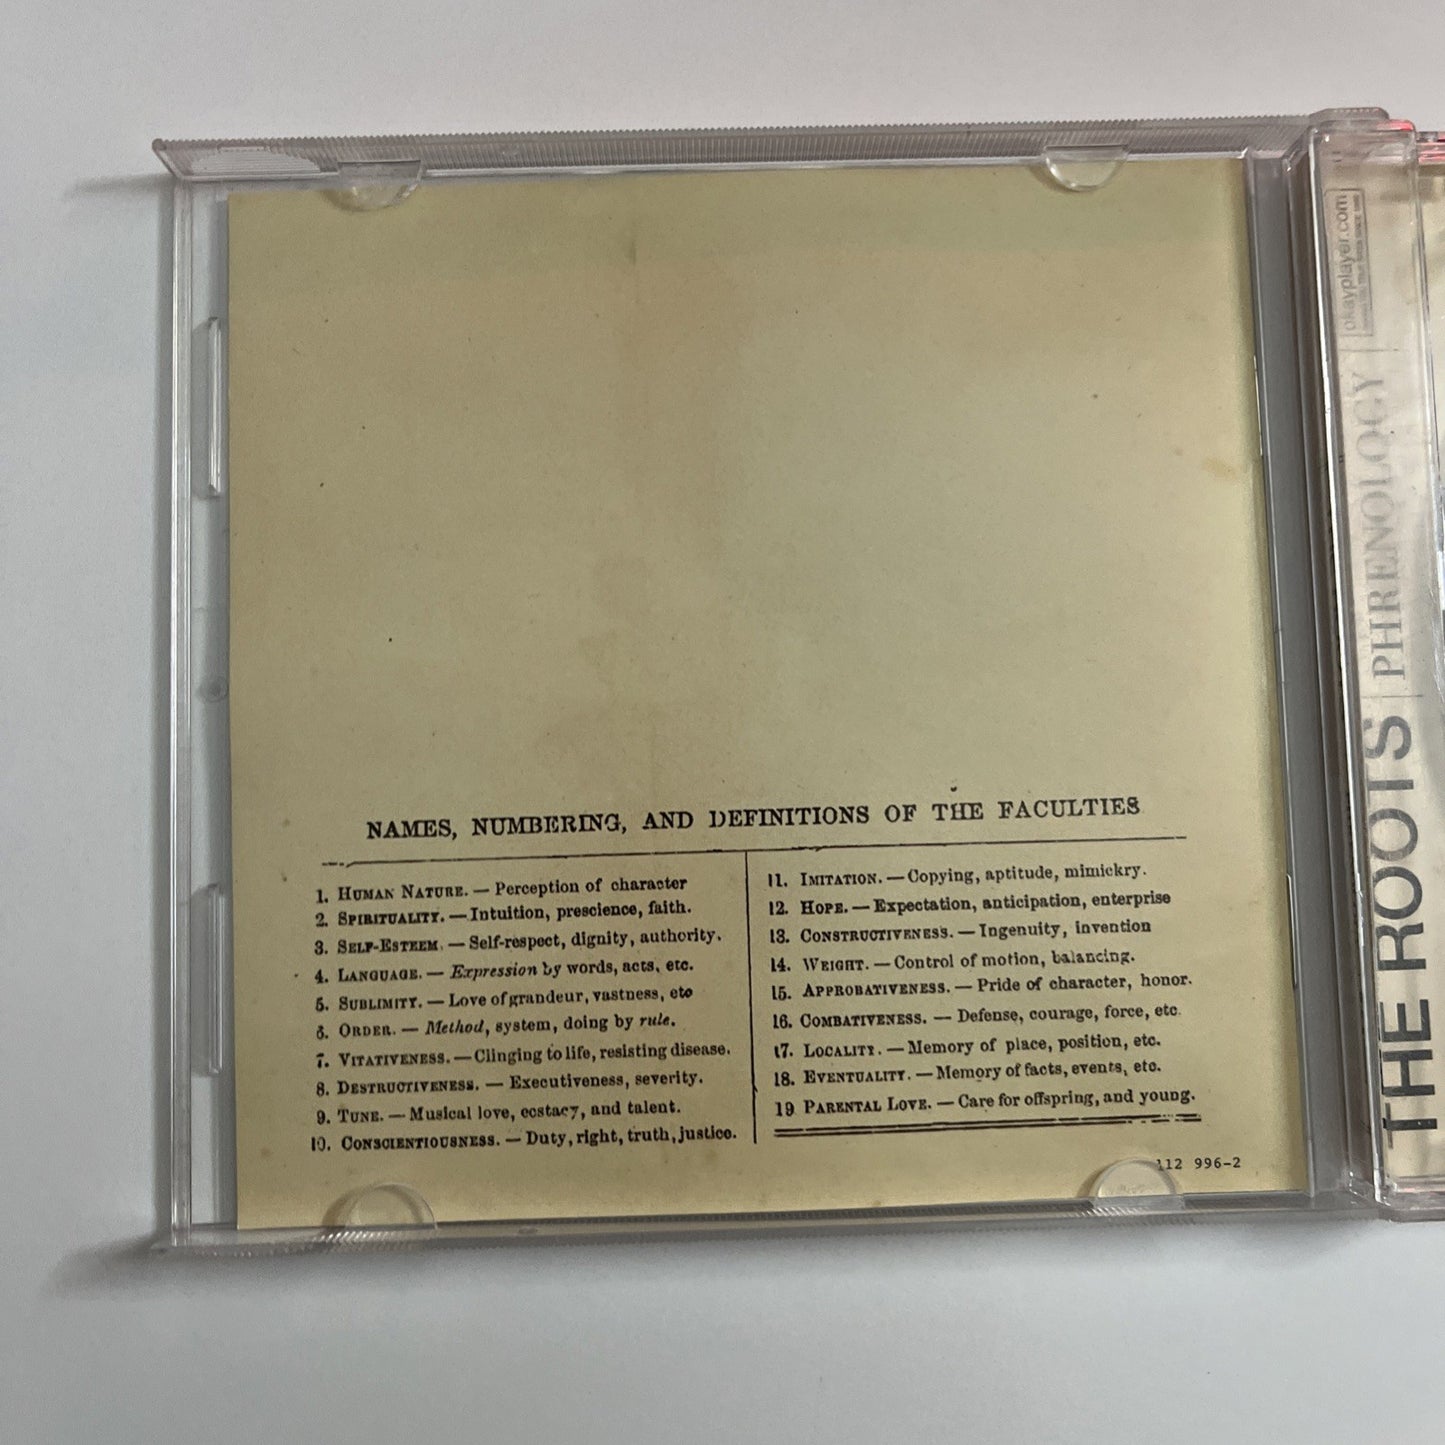 NAMES, NUMBERING, AND DEFINITIONS OF THE FACULTIES
1. HUMAN NATURE. — Perception of character
2. SPIRITUALITY. — Intuition, prescience, faith.
3. SELF-ESTEEM. — Self-respect, dignity, authority.
4. LANGUAGE. — Expression by words, acts, etc.
5. SUBLIMITY. — Love of grandeur, vastness, etc
6. ORDER. — Method, system, doing by rule.
7. VITATIVENESS. — Clinging to life, resisting disease.
8. DESTRUCTIVENESS. — Executiveness, severity.
9. TUNE. — Musical love, ecstacy, and talent.
10. CONSCIENTIOUSNESS. — Duty, right, truth, justice.
11. IMITATION. — Copying, aptitude, mimickry.
12. HOPE. — Expectation, anticipation, enterprise
13. CONSTRUCTIVENESS. — Ingenuity, invention
14. WEIGHT. — Control of motion, balancing.
15. APPROBATIVENESS. — Pride of character, honor.
16. COMBATIVENESS. — Defense, courage, force, etc.
17. LOCALITY. — Memory of place, position, etc.
18. EVENTUALITY. — Memory of facts, events, etc.
19 PARENTAL LOVE. — Care for offspring, and young.
112 996-2
THE ROOTS | PHRENOLOGY |
okayplayer.com